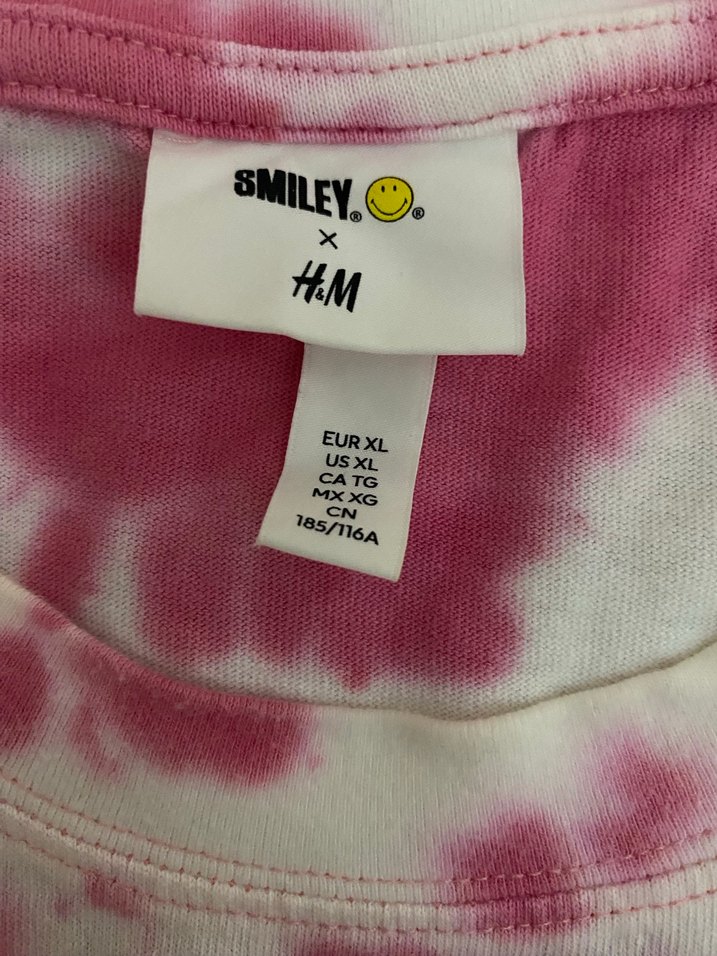 SMILEY® ®
×
H&M
EUR XL
US XL
CA TG
MX XG
CN
185/116A